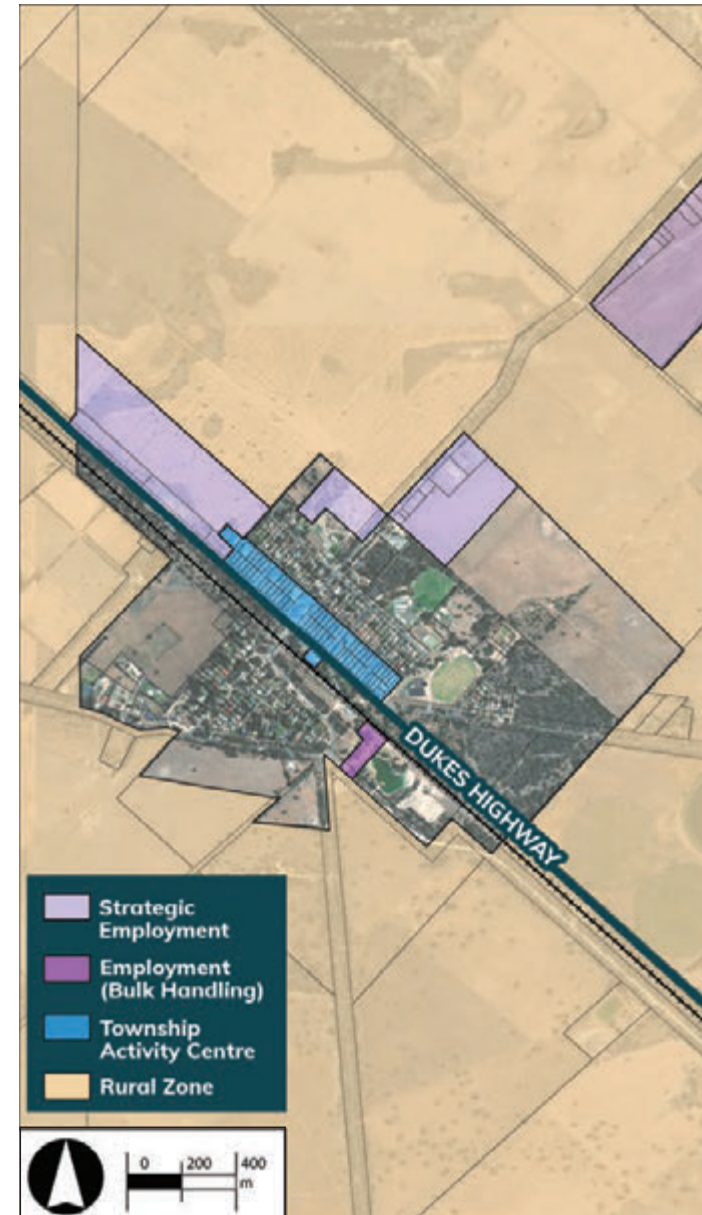 DUKES HIGHWAY
Strategic
Employment
Employment
(Bulk Handling)
Township
Activity Centre
Rural Zone
0 200 400
m